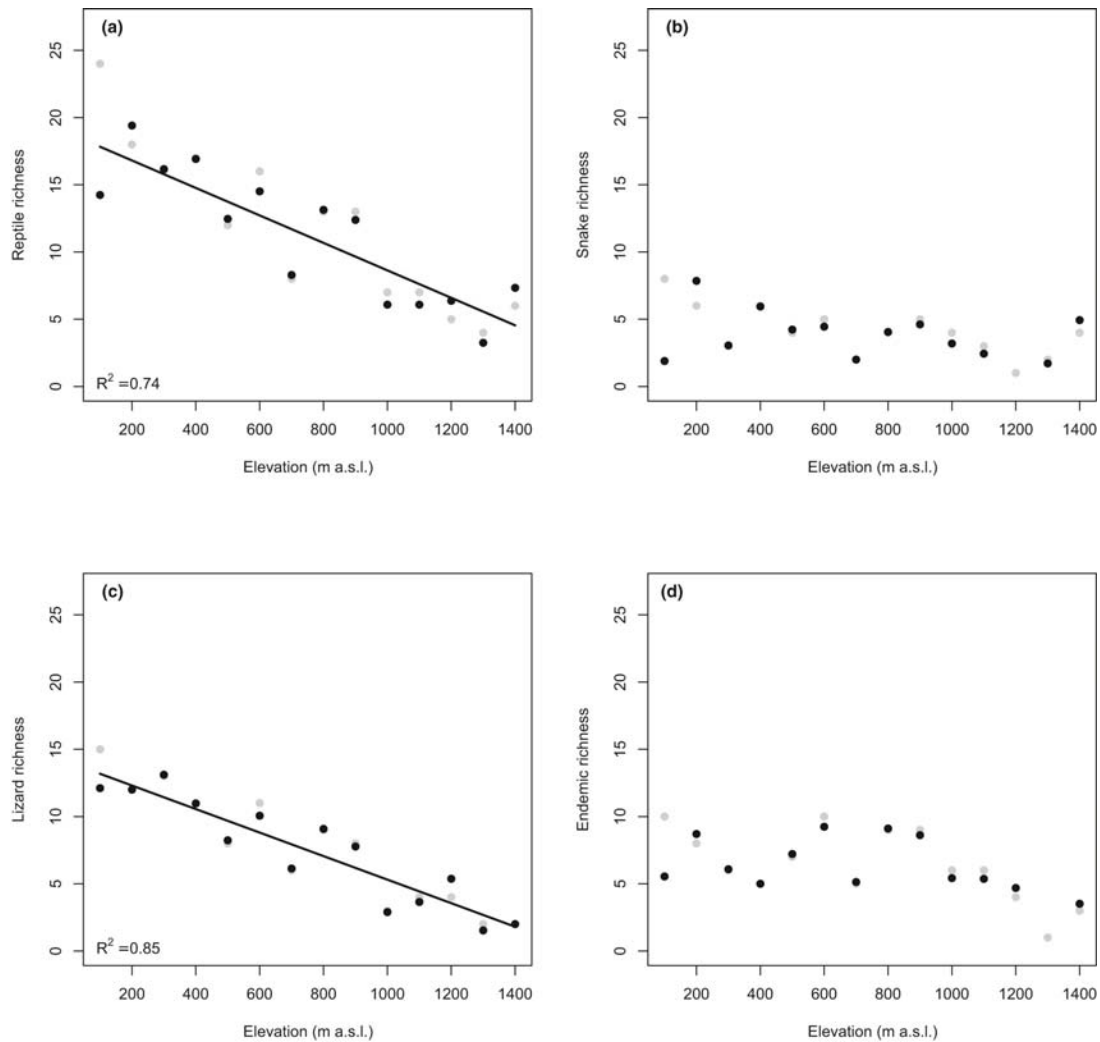 (a)
25
20
15
10
5
0
Reptile richness
R² =0.74
200 400 600 800 1000 1200 1400
Elevation (m a.s.l.)
(b)
25
20
15
10
5
0
Snake richness
200 400 600 800 1000 1200 1400
Elevation (m a.s.l.)
(c)
25
20
15
10
5
0
Lizard richness
R² =0.85
200 400 600 800 1000 1200 1400
Elevation (m a.s.l.)
(d)
25
20
15
10
5
0
Endemic richness
200 400 600 800 1000 1200 1400
Elevation (m a.s.l.)